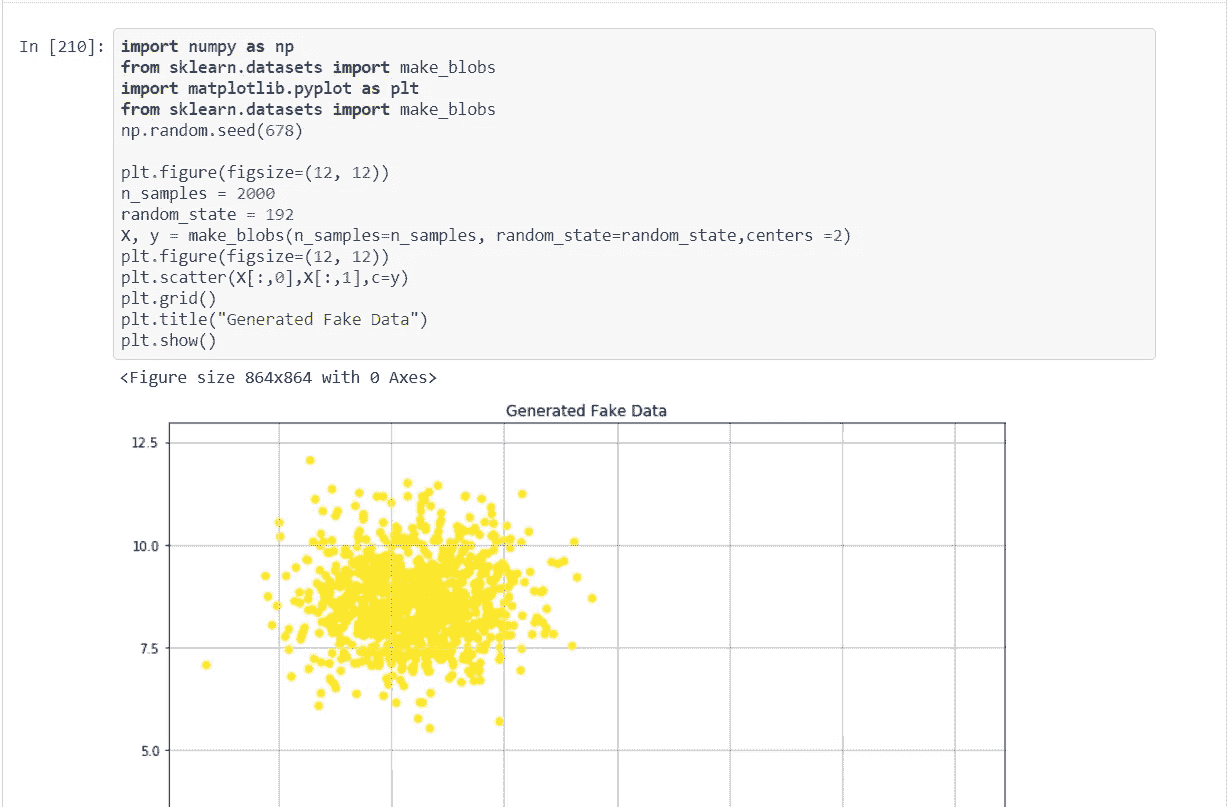 In [210]:
import numpy as np
from sklearn.datasets import make_blobs
import matplotlib.pyplot as plt
from sklearn.datasets import make_blobs
np.random.seed(678)
plt.figure(figsize=(12, 12))
n_samples = 2000
random_state = 192
X, y = make_blobs(n_samples=n_samples, random_state=random_state,centers =2)
plt.figure(figsize=(12, 12))
plt.scatter(X[:,0],X[:,1],c=y)
plt.grid()
plt.title("Generated Fake Data")
plt.show()
<Figure size 864x864 with 0 Axes>
Generated Fake Data
12.5
10.0
7.5
5.0